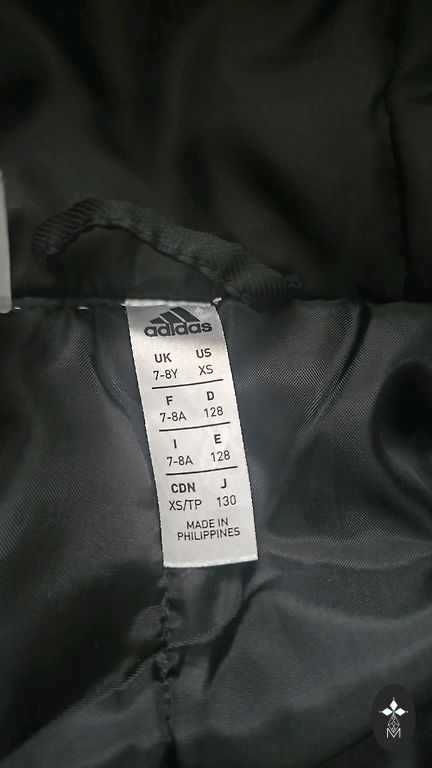 adidas
UK US
7-8Y XS
F D
7-8A 128
I E
7-8A 128
CDN J
XS/TP 130
MADE IN
PHILIPPINES
M